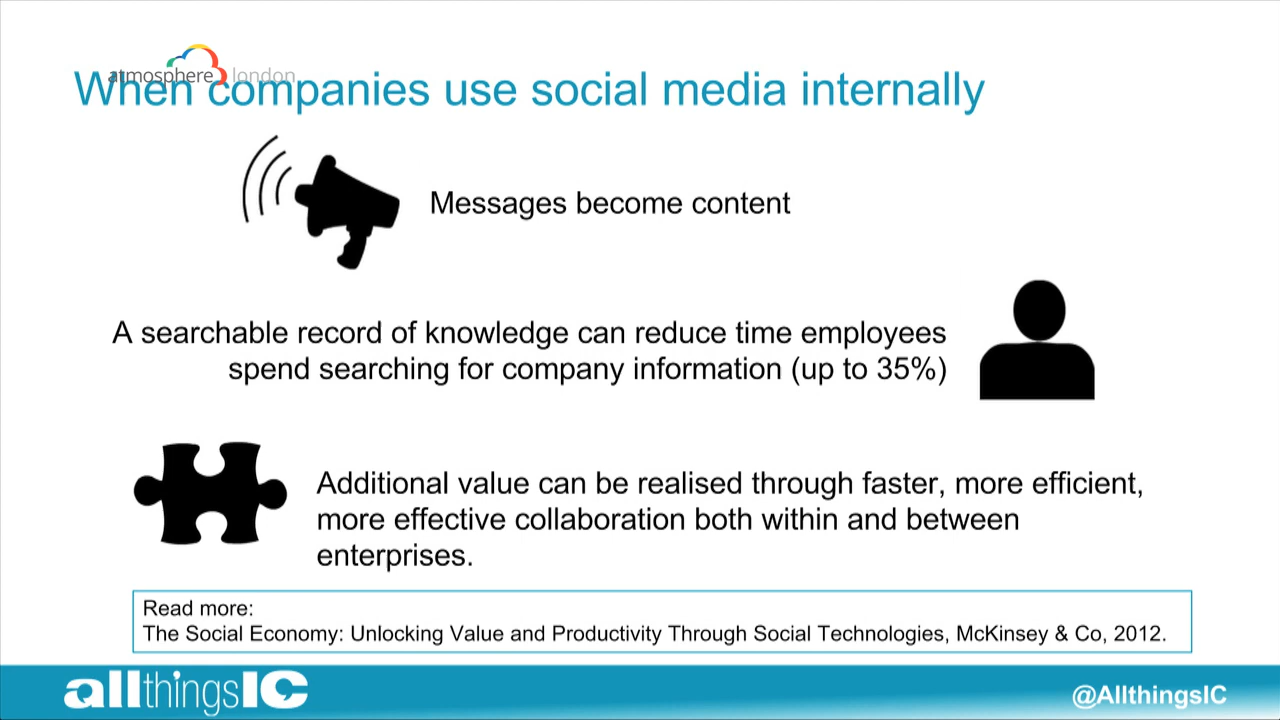 atmosphere london
When companies use social media internally
Messages become content
A searchable record of knowledge can reduce time employees
spend searching for company information (up to 35%)
Additional value can be realised through faster, more efficient,
more effective collaboration both within and between
enterprises.
Read more:
The Social Economy: Unlocking Value and Productivity Through Social Technologies, McKinsey & Co, 2012.
allthingsIC
@AllthingsIC